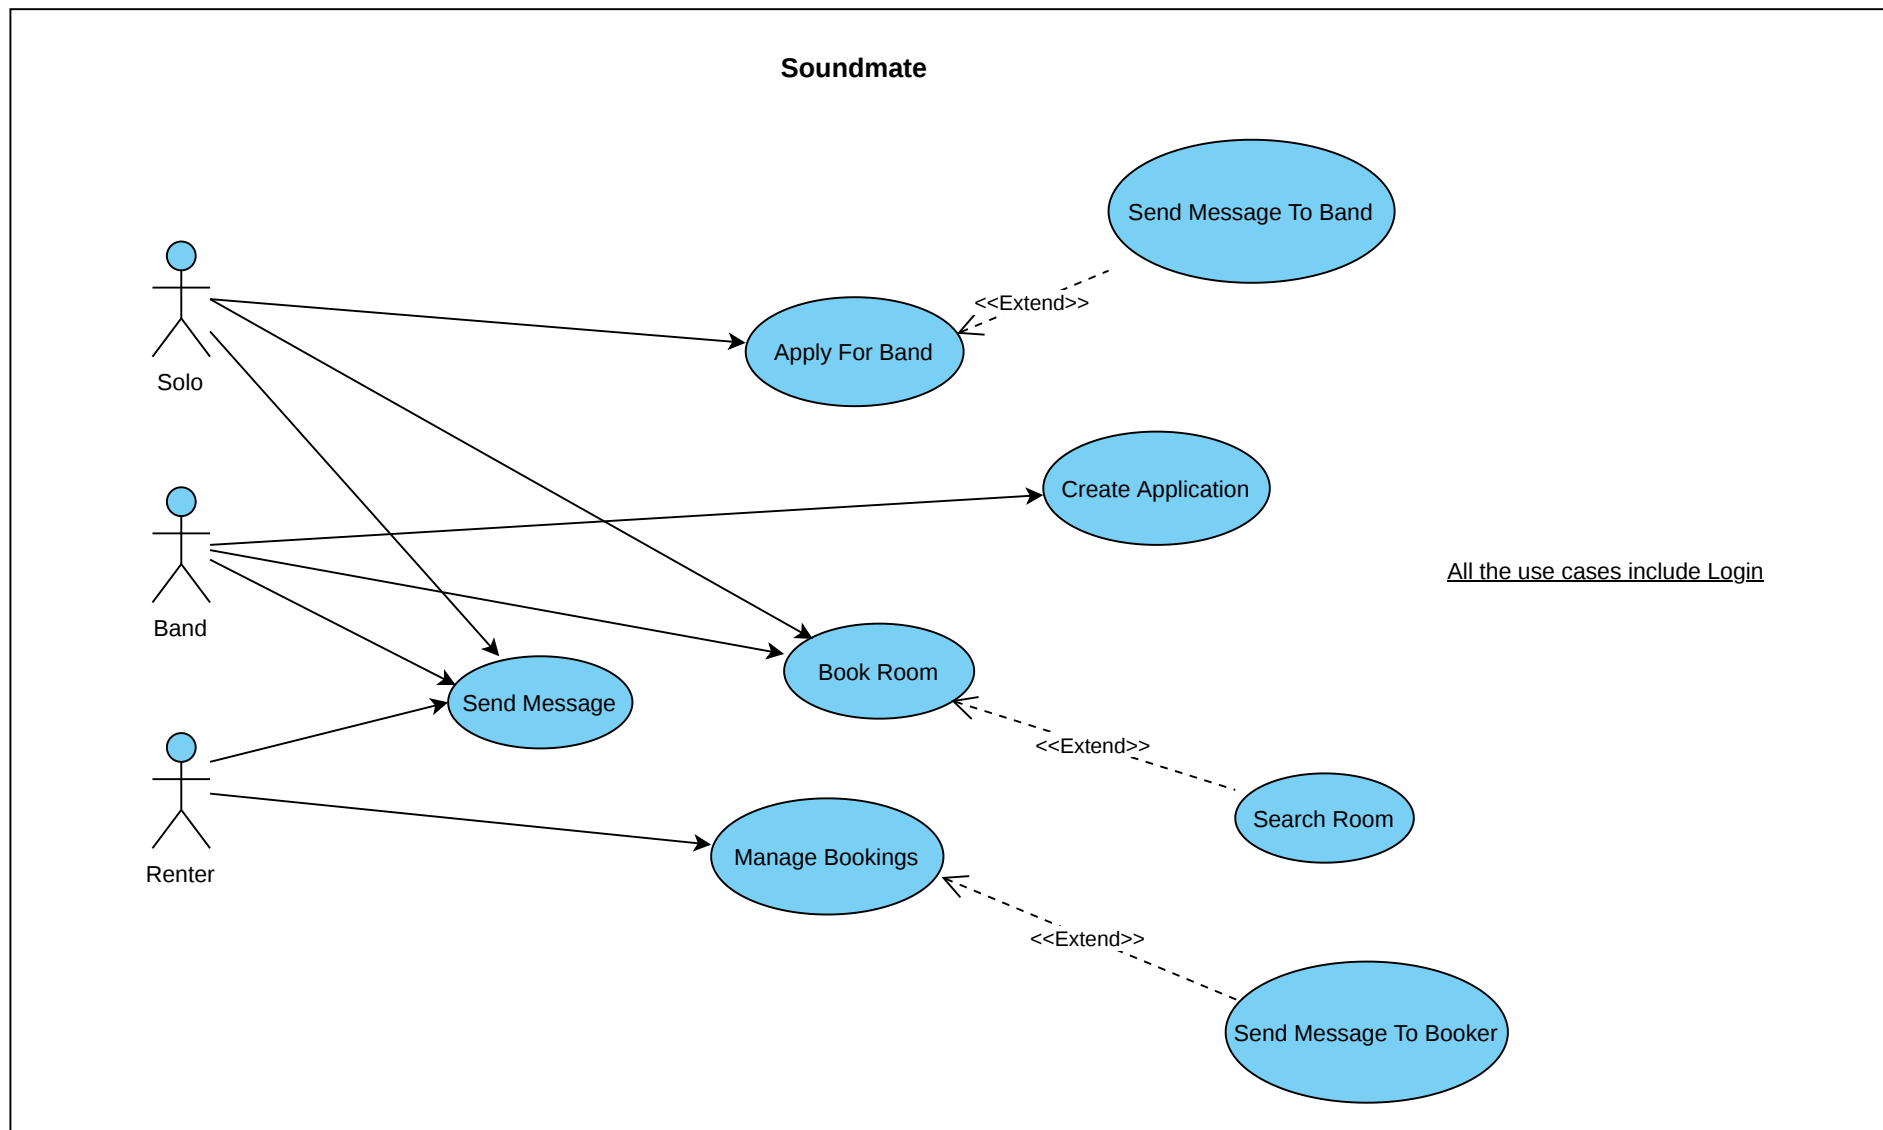 Soundmate
Send Message To Band
<<Extend>>
Apply For Band
Solo
Create Application
All the use cases include Login
Band
Book Room
Send Message
<<Extend>>
Search Room
Manage Bookings
Renter
<<Extend>>
Send Message To Booker